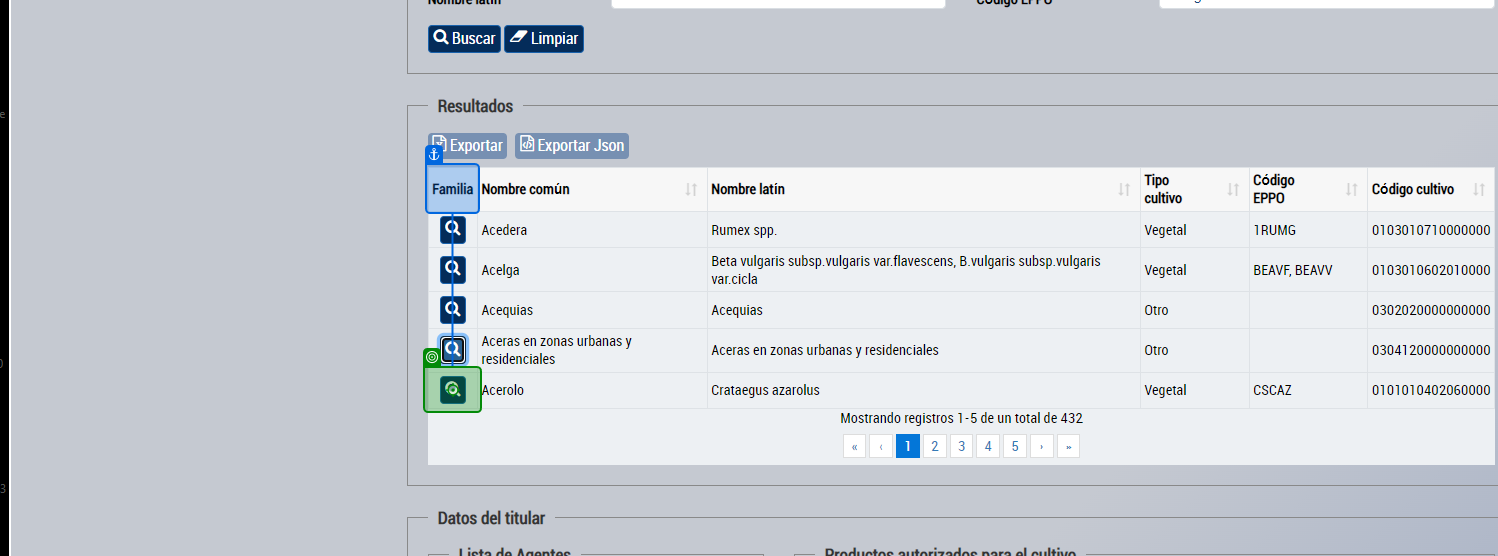 Nombre latín
Código EPPO
Buscar
Limpiar
Resultados
Exportar
Exportar Json
Familia
Nombre común
Nombre latín
Tipo
cultivo
Código
EPPO
Código cultivo
Acedera
Rumex spp.
Vegetal
1RUMG
0103010710000000
Acelga
Beta vulgaris subsp.vulgaris var.flavescens, B.vulgaris subsp.vulgaris
var.cicla
Vegetal
BEAVF, BEAVV
0103010602010000
Acequias
Acequias
Otro
0302020000000000
Aceras en zonas urbanas y
residenciales
Aceras en zonas urbanas y residenciales
Otro
0304120000000000
Acerolo
Crataegus azarolus
Vegetal
CSCAZ
0101010402060000
Mostrando registros 1-5 de un total de 432
« ‹ 1 2 3 4 5 › »
Datos del titular
Lista de Agentes
Productos autorizados para el cultivo